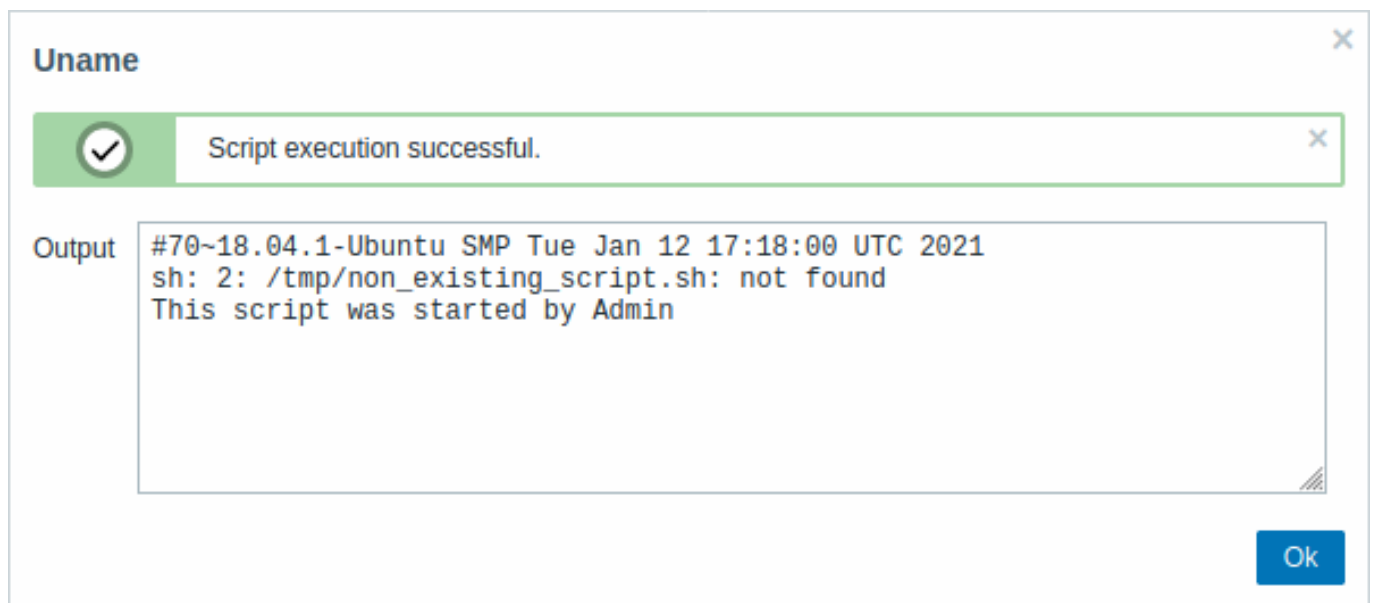 Uname
Script execution successful.
Output
#70~18.04.1-Ubuntu SMP Tue Jan 12 17:18:00 UTC 2021
sh: 2: /tmp/non_existing_script.sh: not found
This script was started by Admin
Ok